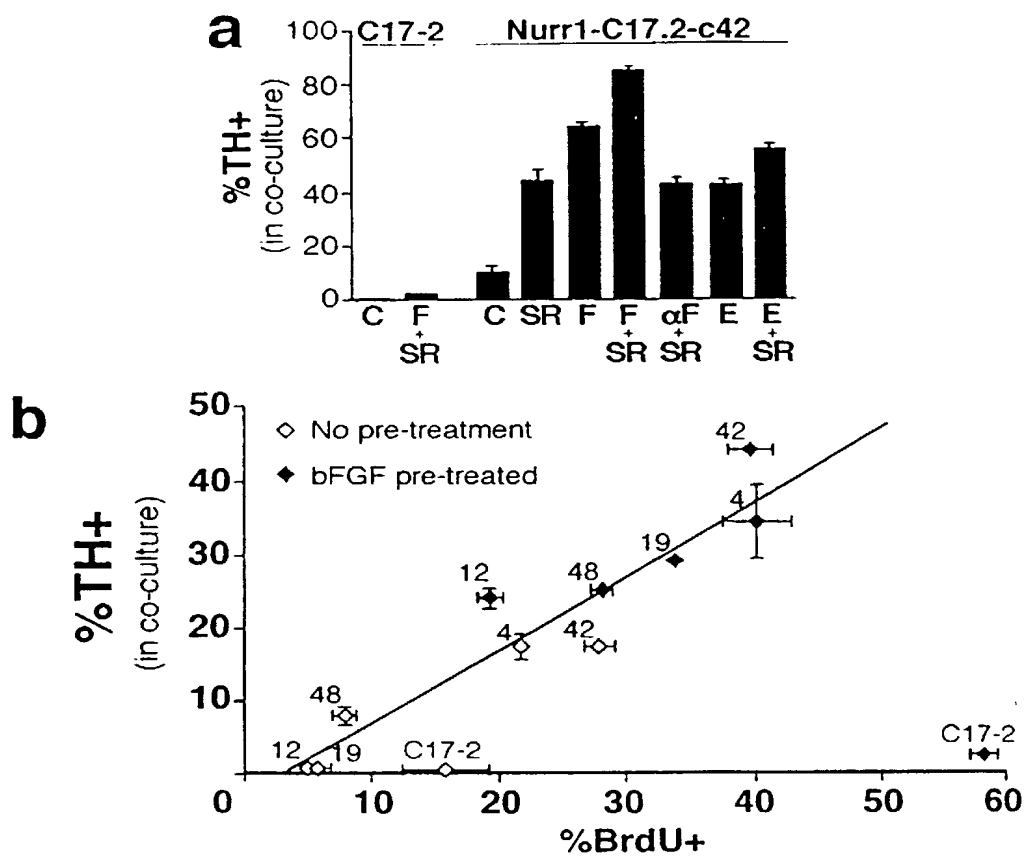 a
C17-2
Nurr1-C17.2-c42
%TH+
(in co-culture)
100
80
60
40
20
0
C
F
+
SR
C
SR
F
F
+
SR
αF
+
SR
E
E
+
SR
b
%TH+
(in co-culture)
50
40
30
20
10
No pre-treatment
bFGF pre-treated
42
4
19
48
12
4
42
48
12
19
C17-2
C17-2
0
10
20
30
40
50
60
%BrdU+